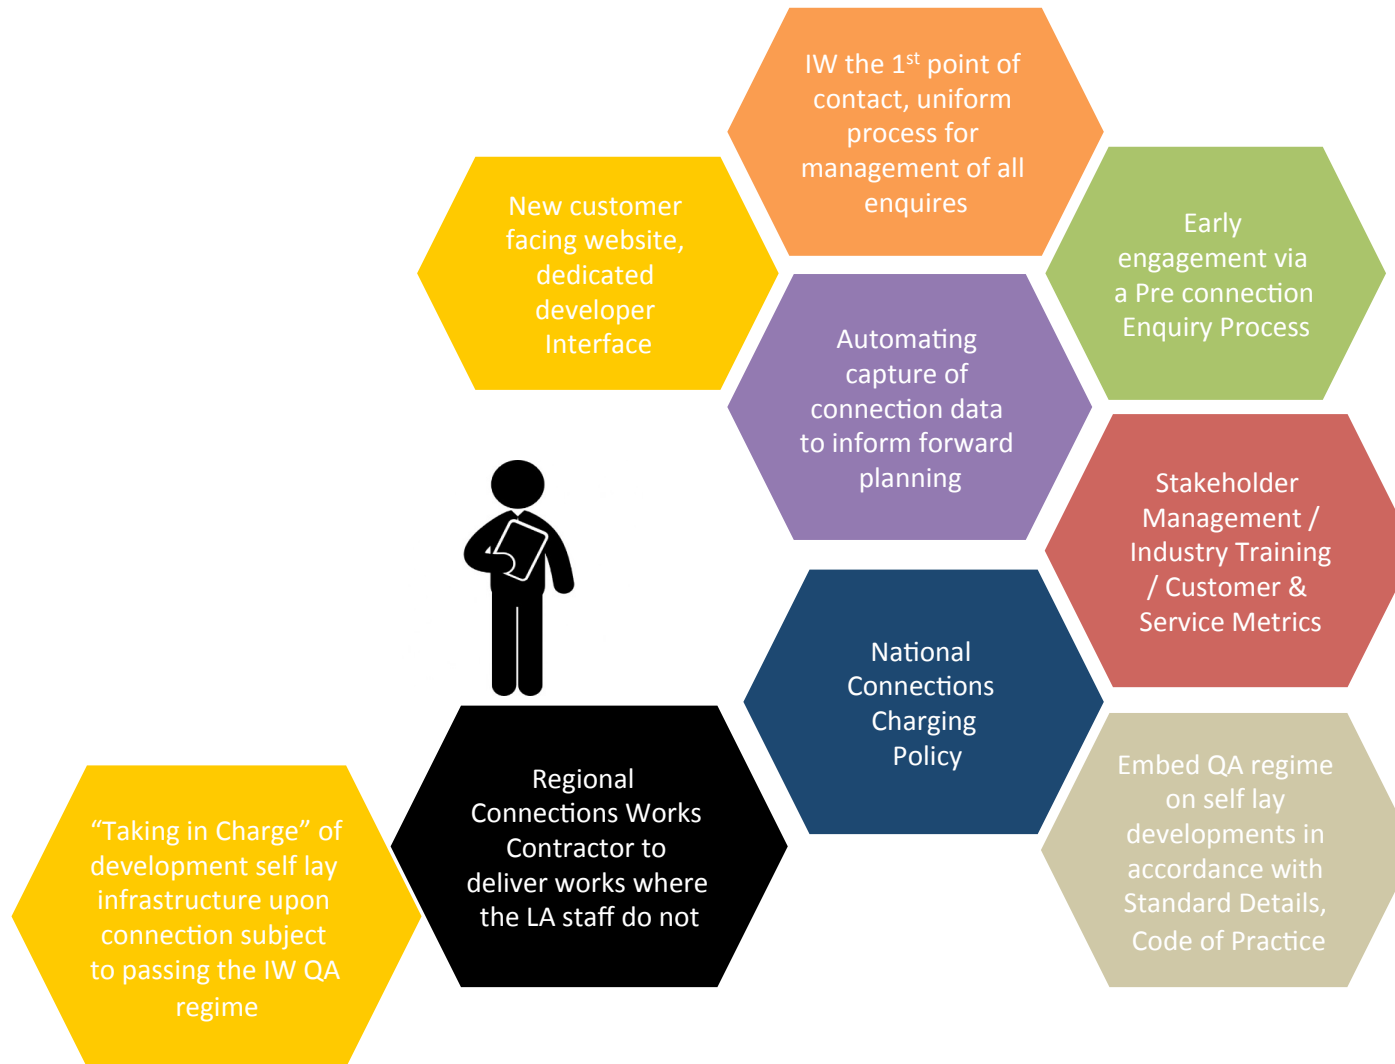 IW the 1st point of
contact, uniform
process for
management of all
enquires
New customer
facing website,
dedicated
developer
Interface
Early
engagement via
a Pre connection
Enquiry Process
Automating
capture of
connection data
to inform forward
planning
Stakeholder
Management /
Industry Training
/ Customer &
Service Metrics
National
Connections
Charging
Policy
Regional
Connections Works
Contractor to
deliver works where
the LA staff do not
Embed QA regime
on self lay
developments in
accordance with
Standard Details,
Code of Practice
“Taking in Charge” of
development self lay
infrastructure upon
connection subject
to passing the IW QA
regime